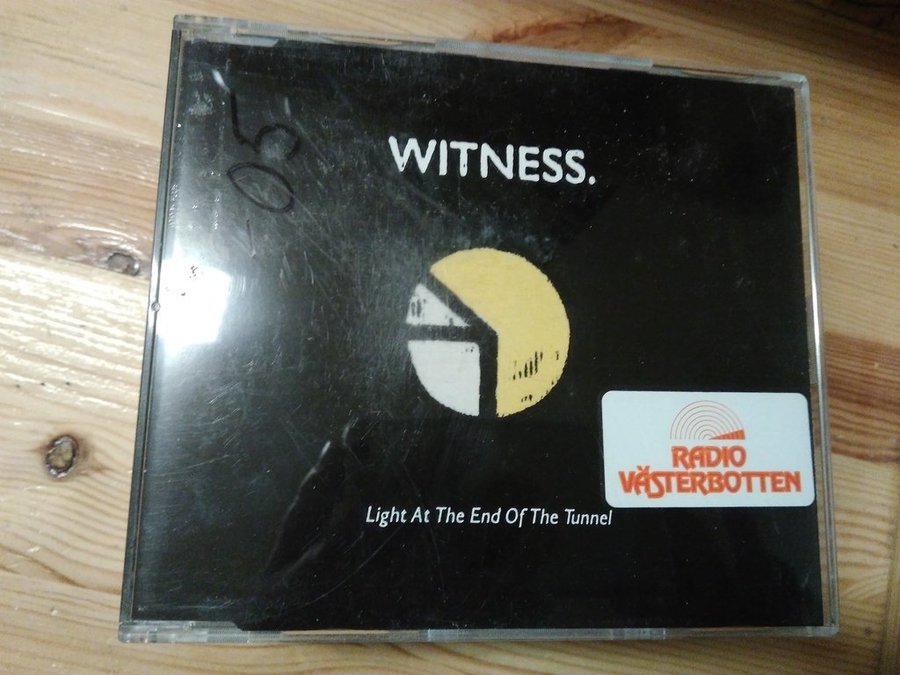 -05
WITNESS.
RADIO
VÄSTERBOTTEN
Light At The End Of The Tunnel